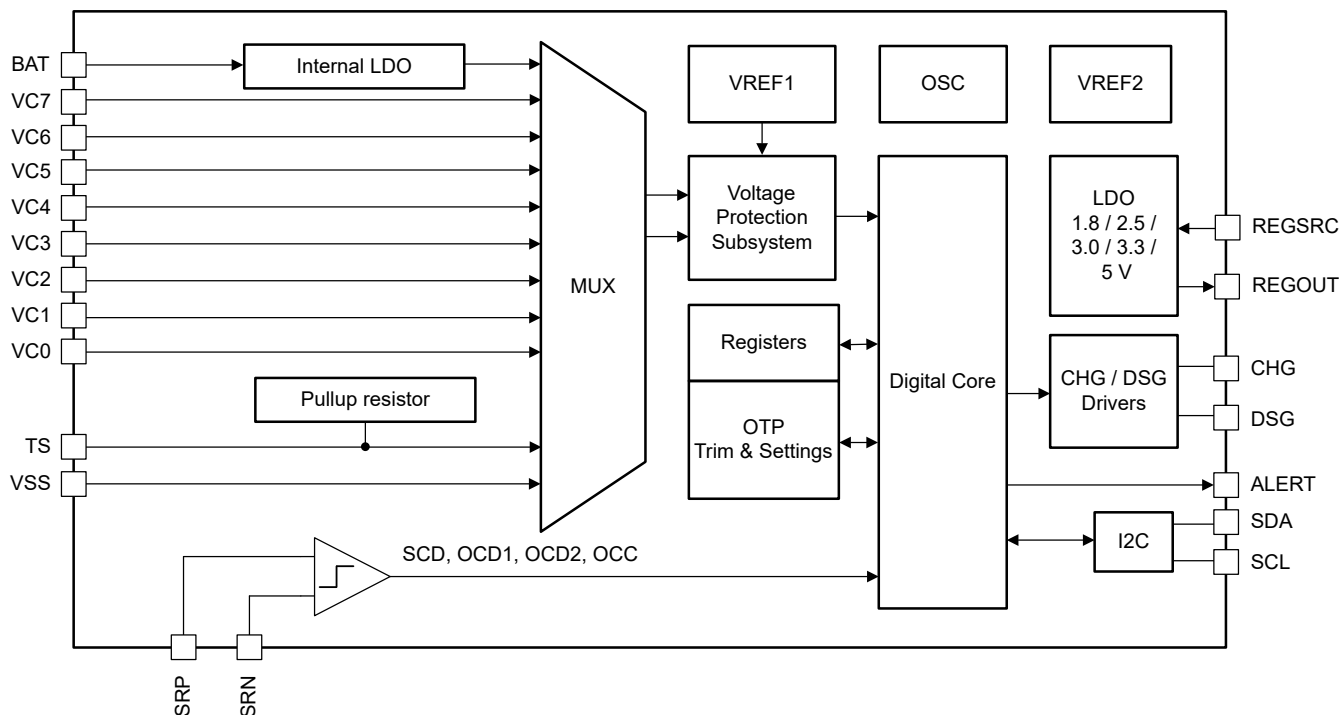 BAT
VC7
VC6
VC5
VC4
VC3
VC2
VC1
VC0
TS
VSS
Internal LDO
Pullup resistor
MUX
VREF1
OSC
VREF2
Voltage
Protection
Subsystem
Registers
OTP
Trim & Settings
Digital Core
LDO
1.8 / 2.5 /
3.0 / 3.3 /
5 V
CHG / DSG
Drivers
I2C
REGSRC
REGOUT
CHG
DSG
ALERT
SDA
SCL
SCD, OCD1, OCD2, OCC
SRP
SRN